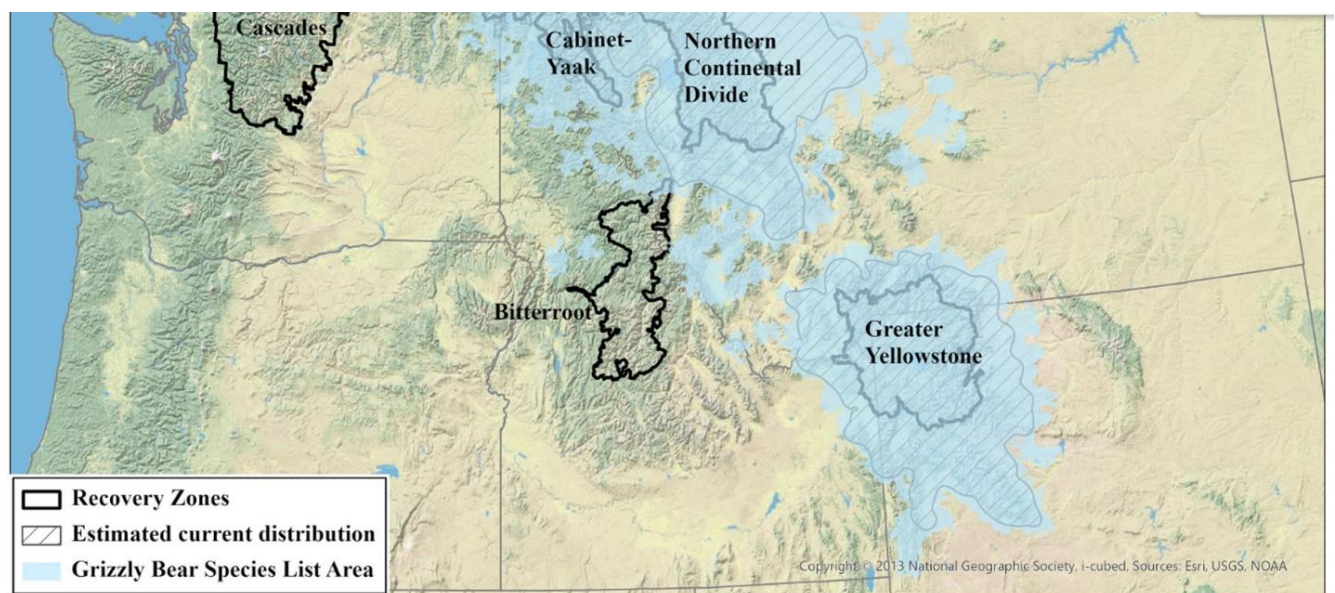 Cascades
Cabinet-
Yaak
Northern
Continental
Divide
Bitterroot
Greater
Yellowstone
Recovery Zones
Estimated current distribution
Grizzly Bear Species List Area
Copyright: © 2013 National Geographic Society, i-cubed, Sources: Esri, USGS, NOAA